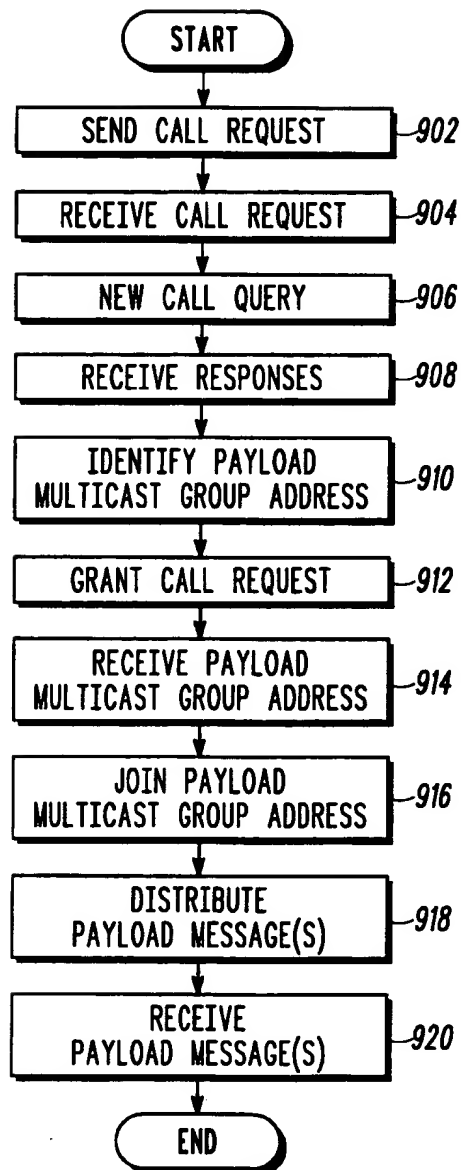 START
SEND CALL REQUEST 902
RECEIVE CALL REQUEST 904
NEW CALL QUERY 906
RECEIVE RESPONSES 908
IDENTIFY PAYLOAD
MULTICAST GROUP ADDRESS 910
GRANT CALL REQUEST 912
RECEIVE PAYLOAD
MULTICAST GROUP ADDRESS 914
JOIN PAYLOAD
MULTICAST GROUP ADDRESS 916
DISTRIBUTE
PAYLOAD MESSAGE(S) 918
RECEIVE
PAYLOAD MESSAGE(S) 920
END